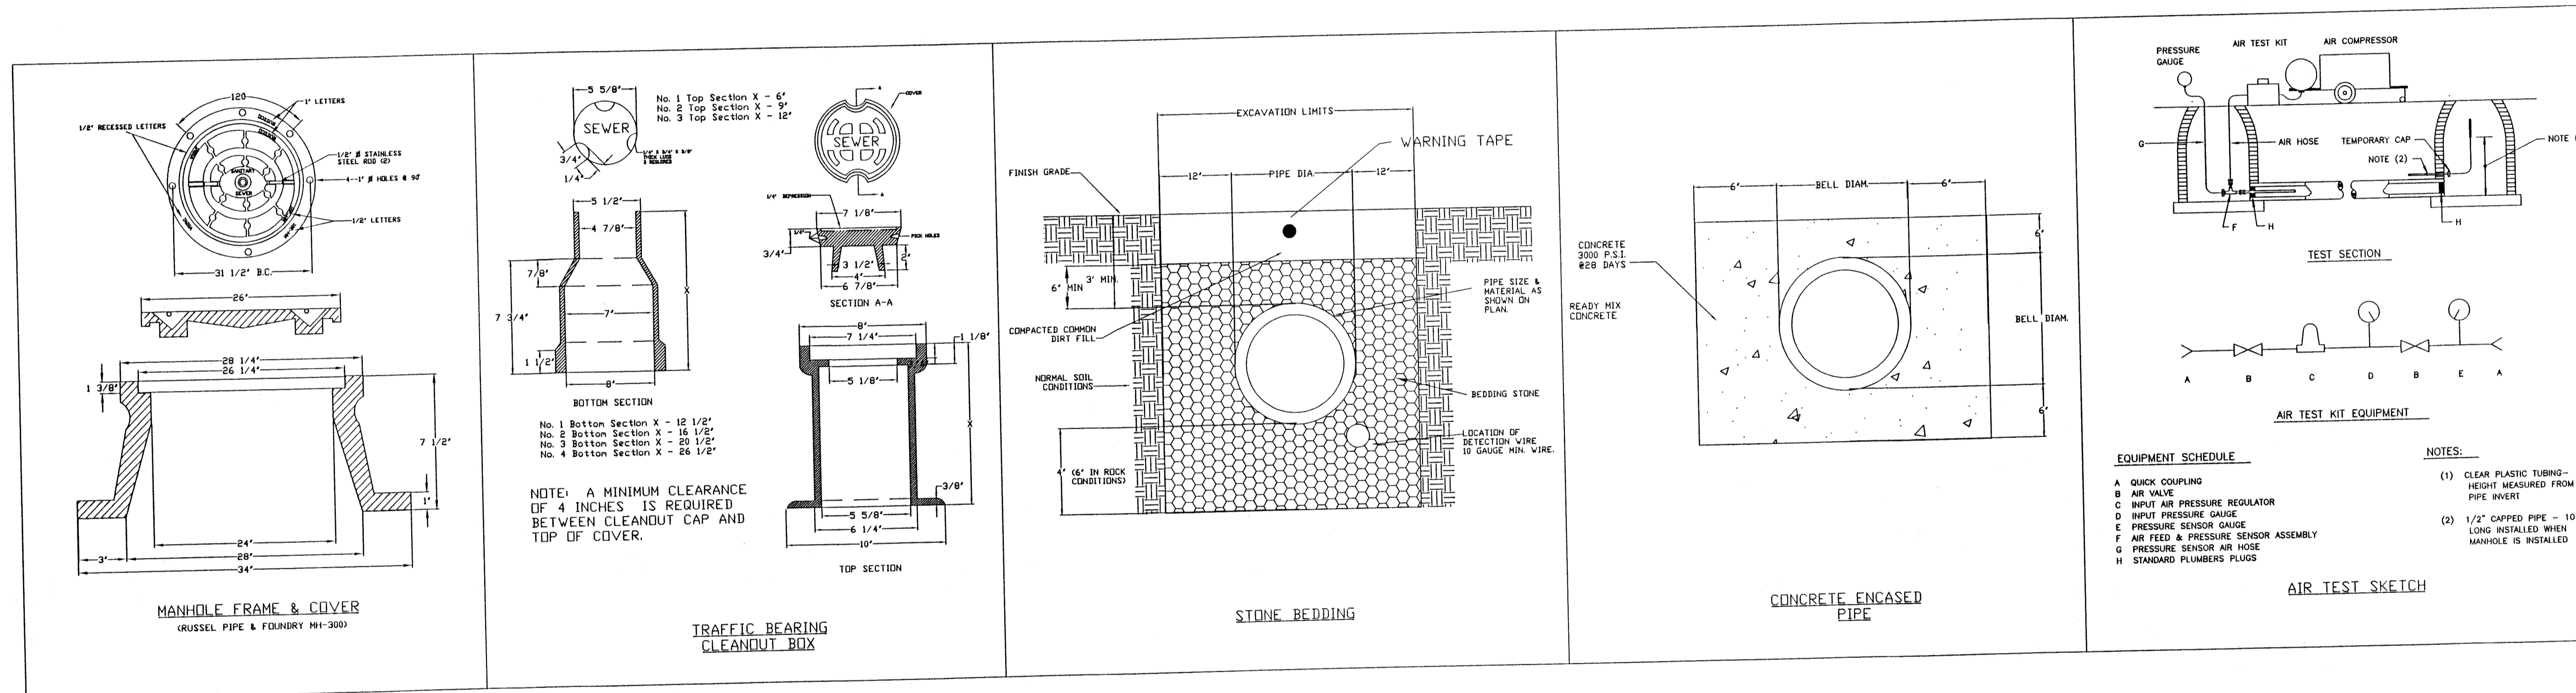 120
1' LETTERS
1/2' RECESSED LETTERS
1/2' Ø STAINLESS
STEEL ROD (2)
SANITARY
SEWER
4--1' Ø HOLES @ 90'
1/2' LETTERS
31 1/2' B.C.
26'
28 1/4'
26 1/4'
1 3/8'
7 1/2'
1'
24'
28'
3'
34'
MANHOLE FRAME & COVER
(RUSSEL PIPE & FOUNDRY MH-300)
5 5/8'
No. 1 Top Section X - 6'
No. 2 Top Section X - 9'
No. 3 Top Section X - 12'
SEWER
3/4'
1/4'
THICK LUGS
A
COVER
SEWER
A
5 1/2'
4 7/8'
7/8'
7'
7 3/4'
X
1 1/2'
8'
BOTTOM SECTION
1/4' DEPRESSION
7 1/8'
PICK HOLES
3/4'
2'
3 1/2'
4'
6 7/8'
SECTION A-A
No. 1 Bottom Section X - 12 1/2'
No. 2 Bottom Section X - 16 1/2'
No. 3 Bottom Section X - 20 1/2'
No. 4 Bottom Section X - 26 1/2'
NOTE: A MINIMUM CLEARANCE
OF 4 INCHES IS REQUIRED
BETWEEN CLEANOUT CAP AND
TOP OF COVER.
8'
7 1/4'
1 1/8'
5 1/8'
X
3/8'
5 5/8'
6 1/4'
10'
TOP SECTION
TRAFFIC BEARING
CLEANOUT BOX
EXCAVATION LIMITS
WARNING TAPE
FINISH GRADE
12'
PIPE DIA.
12'
6' MIN
3' MIN.
PIPE SIZE &
MATERIAL AS
SHOWN ON
PLAN.
COMPACTED COMMON
DIRT FILL
NORMAL SOIL
CONDITIONS
BEDDING STONE
LOCATION OF
DETECTION WIRE
10 GAUGE MIN. WIRE.
4' (6' IN ROCK
CONDITIONS)
STONE BEDDING
6'
BELL DIAM.
6'
CONCRETE
3000 P.S.I.
@28 DAYS
READY MIX
CONCRETE
6'
BELL DIAM.
6'
CONCRETE ENCASED
PIPE
PRESSURE
GAUGE
AIR TEST KIT
AIR COMPRESSOR
G
AIR HOSE
TEMPORARY CAP
NOTE (2)
NOTE
F
H
H
TEST SECTION
A
B
C
D
B
E
A
AIR TEST KIT EQUIPMENT
EQUIPMENT SCHEDULE
A QUICK COUPLING
B AIR VALVE
C INPUT AIR PRESSURE REGULATOR
D INPUT PRESSURE GAUGE
E PRESSURE SENSOR GAUGE
F AIR FEED & PRESSURE SENSOR ASSEMBLY
G PRESSURE SENSOR AIR HOSE
H STANDARD PLUMBERS PLUGS
NOTES:
(1) CLEAR PLASTIC TUBING-
HEIGHT MEASURED FROM
PIPE INVERT
(2) 1/2" CAPPED PIPE - 10
LONG INSTALLED WHEN
MANHOLE IS INSTALLED
AIR TEST SKETCH